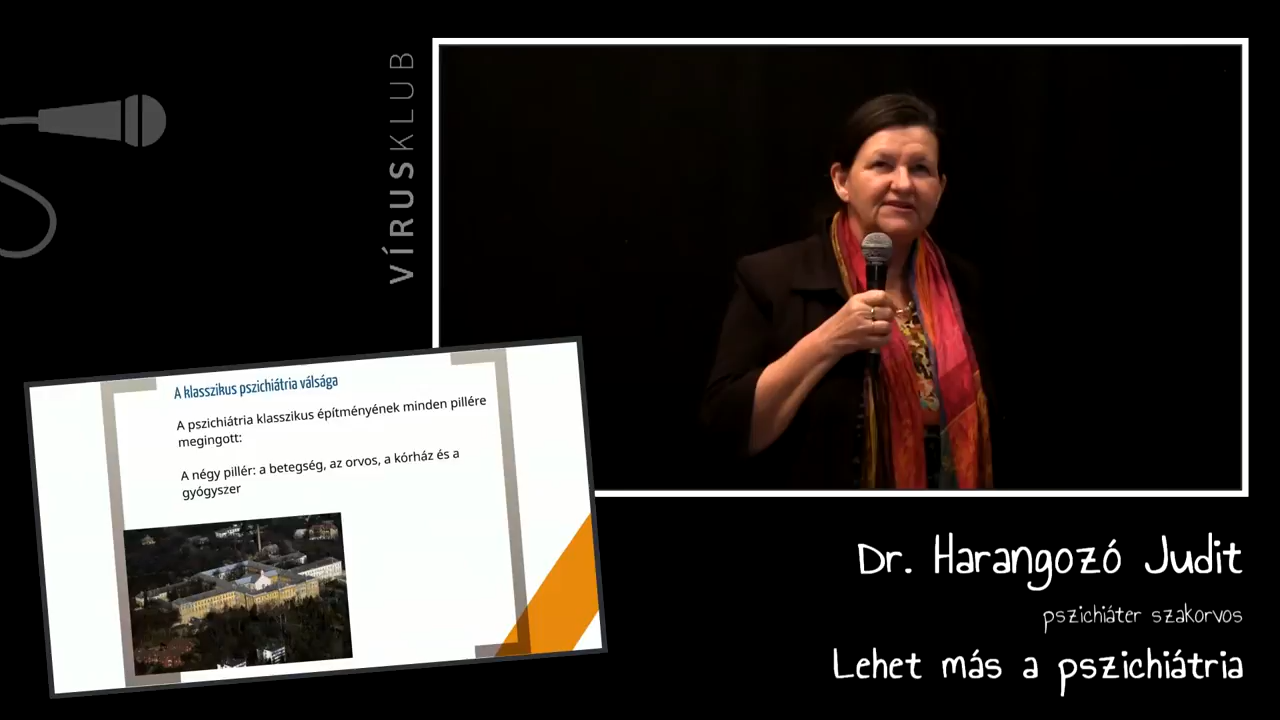 VÍRUSKLUB
A klasszikus pszichiátria válsága
A pszichiátria klasszikus építményének minden pillére
megingott:
A négy pillér: a betegség, az orvos, a kórház és a
gyógyszer
Dr. Harangozó Judit
pszichiáter szakorvos
Lehet más a pszichiátria